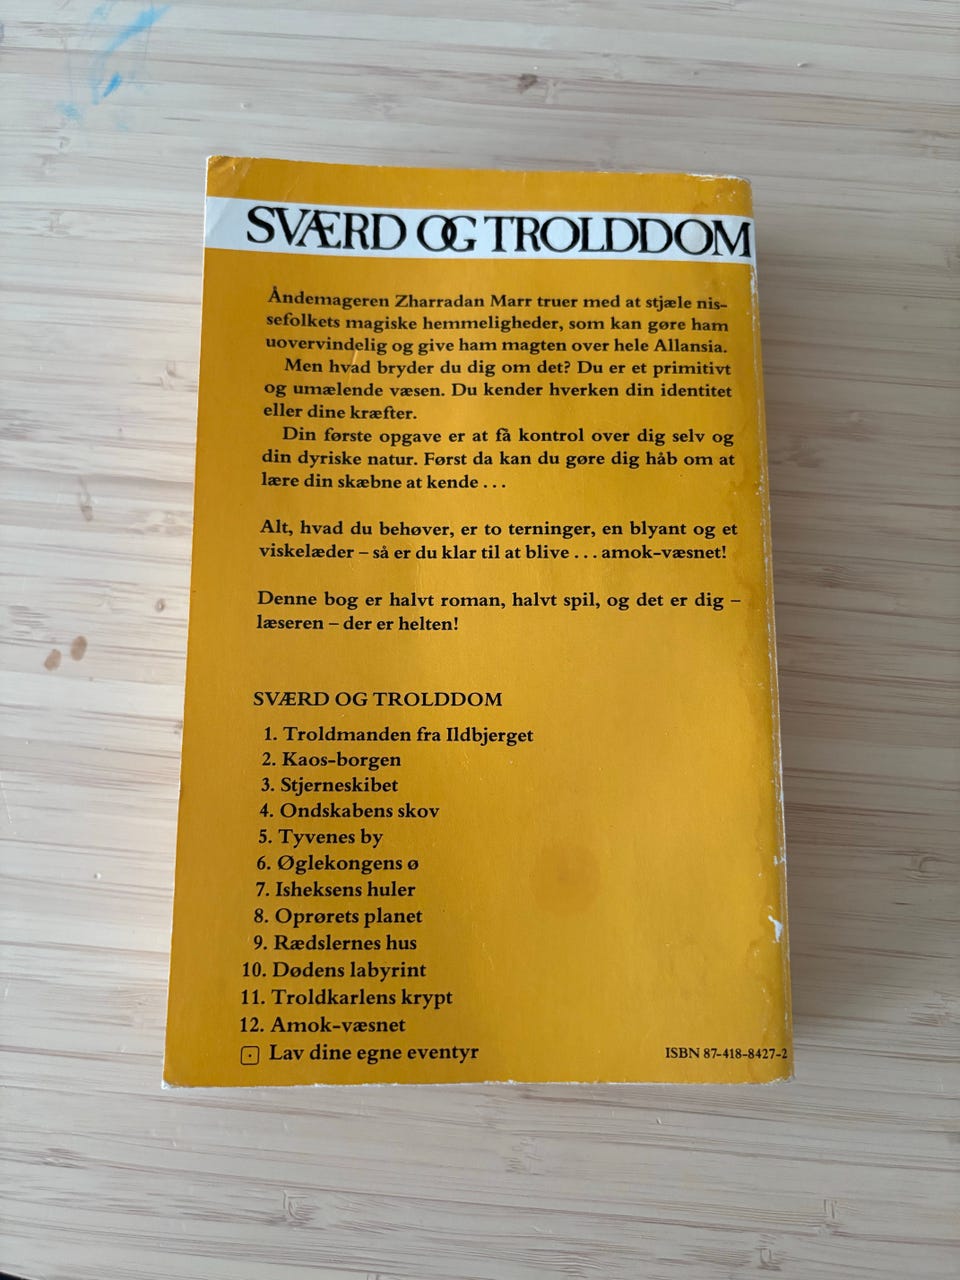 SVÆRD OG TROLDDOM
Åndemageren Zharradan Marr truer med at stjæle nis-
sefolkets magiske hemmeligheder, som kan gøre ham
uovervindelig og give ham magten over hele Allansia.
Men hvad bryder du dig om det? Du er et primitivt
og umælende væsen. Du kender hverken din identitet
eller dine kræfter.
Din første opgave er at få kontrol over dig selv og
din dyriske natur. Først da kan du gøre dig håb om at
lære din skæbne at kende . . .
Alt, hvad du behøver, er to terninger, en blyant og et
viskelæder – så er du klar til at blive . . . amok-væsnet!
Denne bog er halvt roman, halvt spil, og det er dig –
læseren – der er helten!
SVÆRD OG TROLDDOM
1. Troldmanden fra Ildbjerget
2. Kaos-borgen
3. Stjerneskibet
4. Ondskabens skov
5. Tyvenes by
6. Øglekongens ø
7. Isheksens huler
8. Oprørets planet
9. Rædslernes hus
10. Dødens labyrint
11. Troldkarlens krypt
12. Amok-væsnet
Lav dine egne eventyr
ISBN 87-418-8427-2